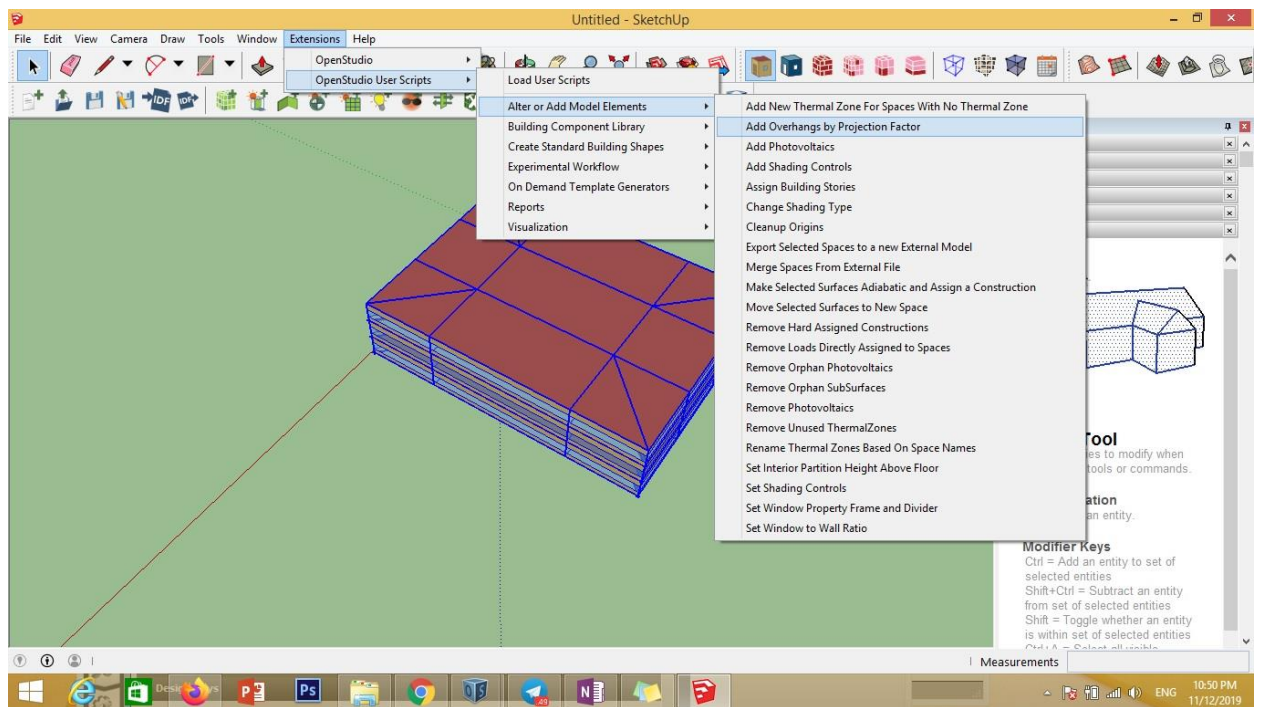 Untitled - SketchUp
File Edit View Camera Draw Tools Window Extensions Help
OpenStudio
OpenStudio User Scripts
Load User Scripts
Alter or Add Model Elements
Building Component Library
Create Standard Building Shapes
Experimental Workflow
On Demand Template Generators
Reports
Visualization
Add New Thermal Zone For Spaces With No Thermal Zone
Add Overhangs by Projection Factor
Add Photovoltaics
Add Shading Controls
Assign Building Stories
Change Shading Type
Cleanup Origins
Export Selected Spaces to a new External Model
Merge Spaces From External File
Make Selected Surfaces Adiabatic and Assign a Construction
Move Selected Surfaces to New Space
Remove Hard Assigned Constructions
Remove Loads Directly Assigned to Spaces
Remove Orphan Photovoltaics
Remove Orphan SubSurfaces
Remove Photovoltaics
Remove Unused ThermalZones
Rename Thermal Zones Based On Space Names
Set Interior Partition Height Above Floor
Set Shading Controls
Set Window Property Frame and Divider
Set Window to Wall Ratio
IDF IDF
Tool
to modify when
tools or commands.
an entity.
Modifier Keys
Ctrl = Add an entity to set of
selected entities
Shift+Ctrl = Subtract an entity
from set of selected entities
Shift = Toggle whether an entity
is within set of selected entities
Ctrl+A = Select all visible
Measurements
Ps
ENG
10:50 PM
11/12/2019